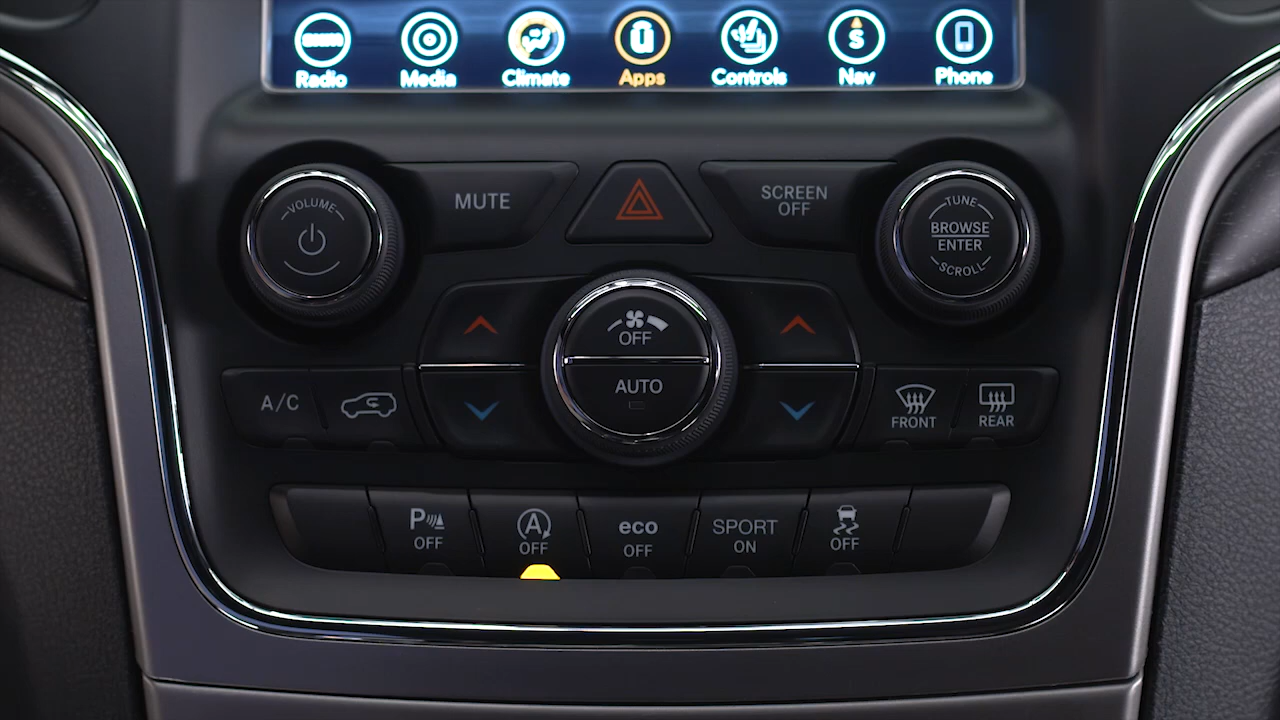 Radio Media Climate Apps Controls Nav Phone
VOLUME
MUTE
SCREEN
OFF
TUNE
BROWSE
ENTER
SCROLL
OFF
AUTO
A/C
FRONT
REAR
P
OFF
A
OFF
eco
OFF
SPORT
ON
OFF